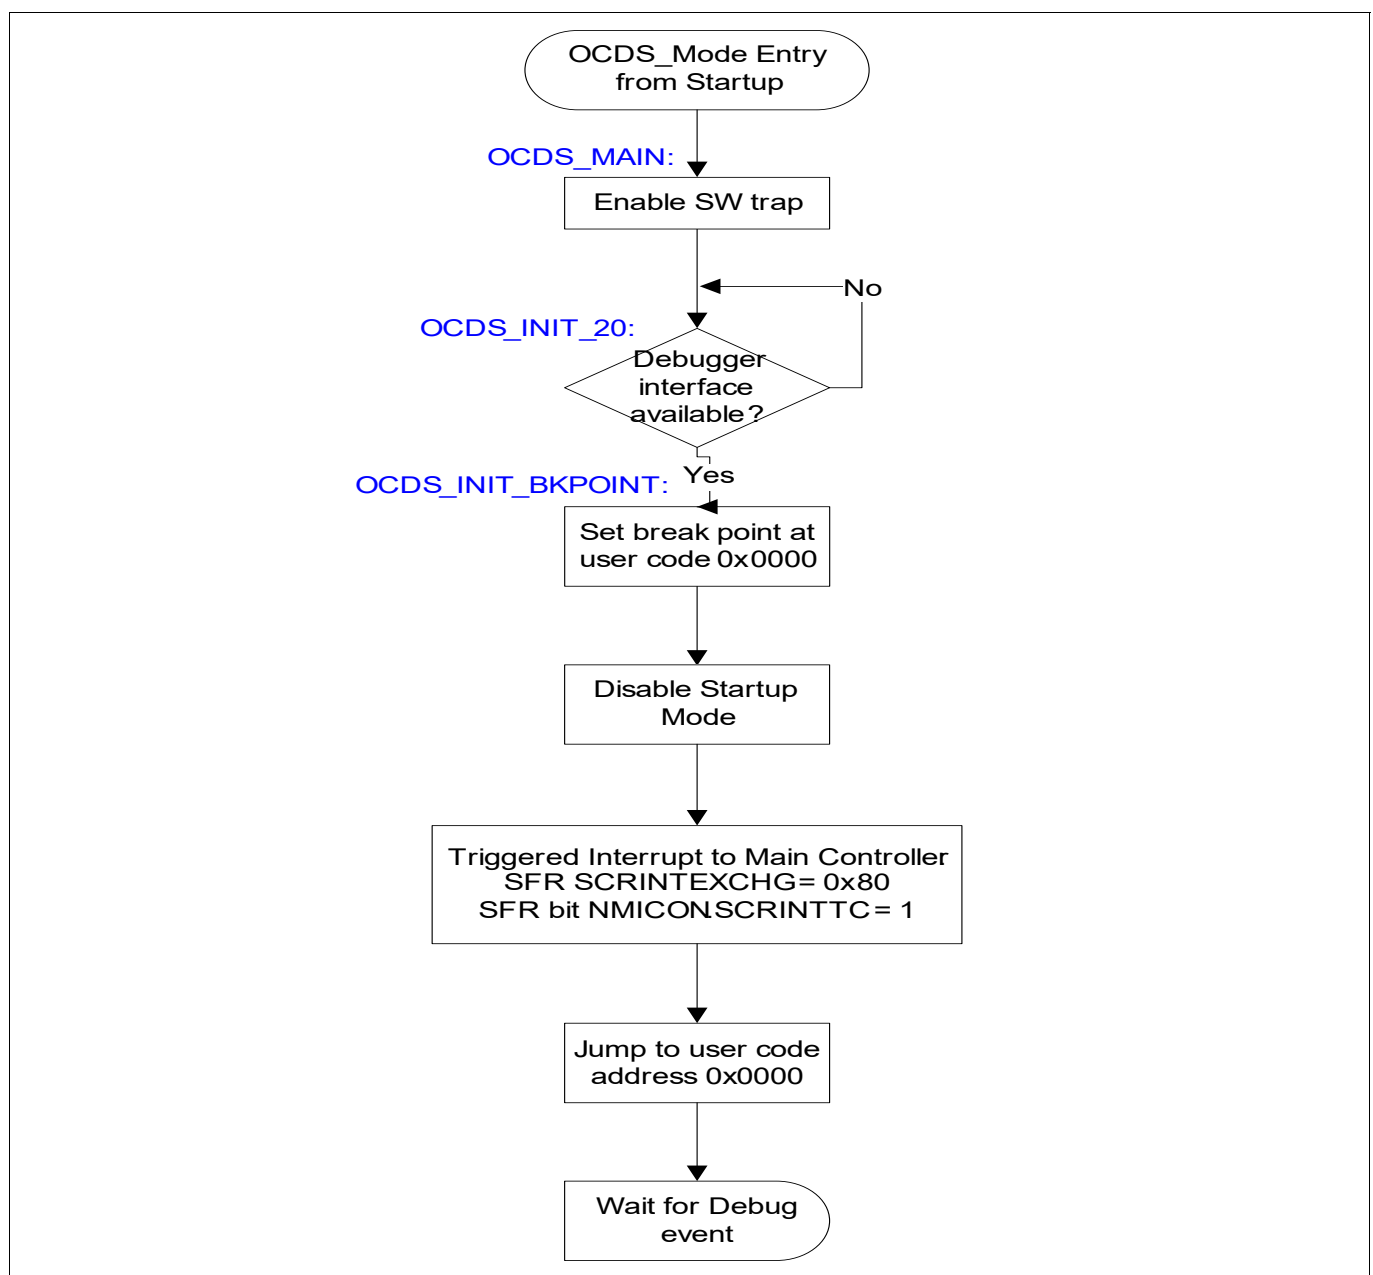 OCDS_Mode Entry
from Startup
OCDS_MAIN:
Enable SW trap
No
OCDS_INIT_20:
Debugger
interface
available?
Yes
OCDS_INIT_BKPOINT:
Set break point at
user code 0x0000
Disable Startup
Mode
Triggered Interrupt to Main Controller.
SFR SCRINTEXCHG = 0x80
SFR bit NMICON.SCRINTTC = 1
Jump to user code
address 0x0000
Wait for Debug
event